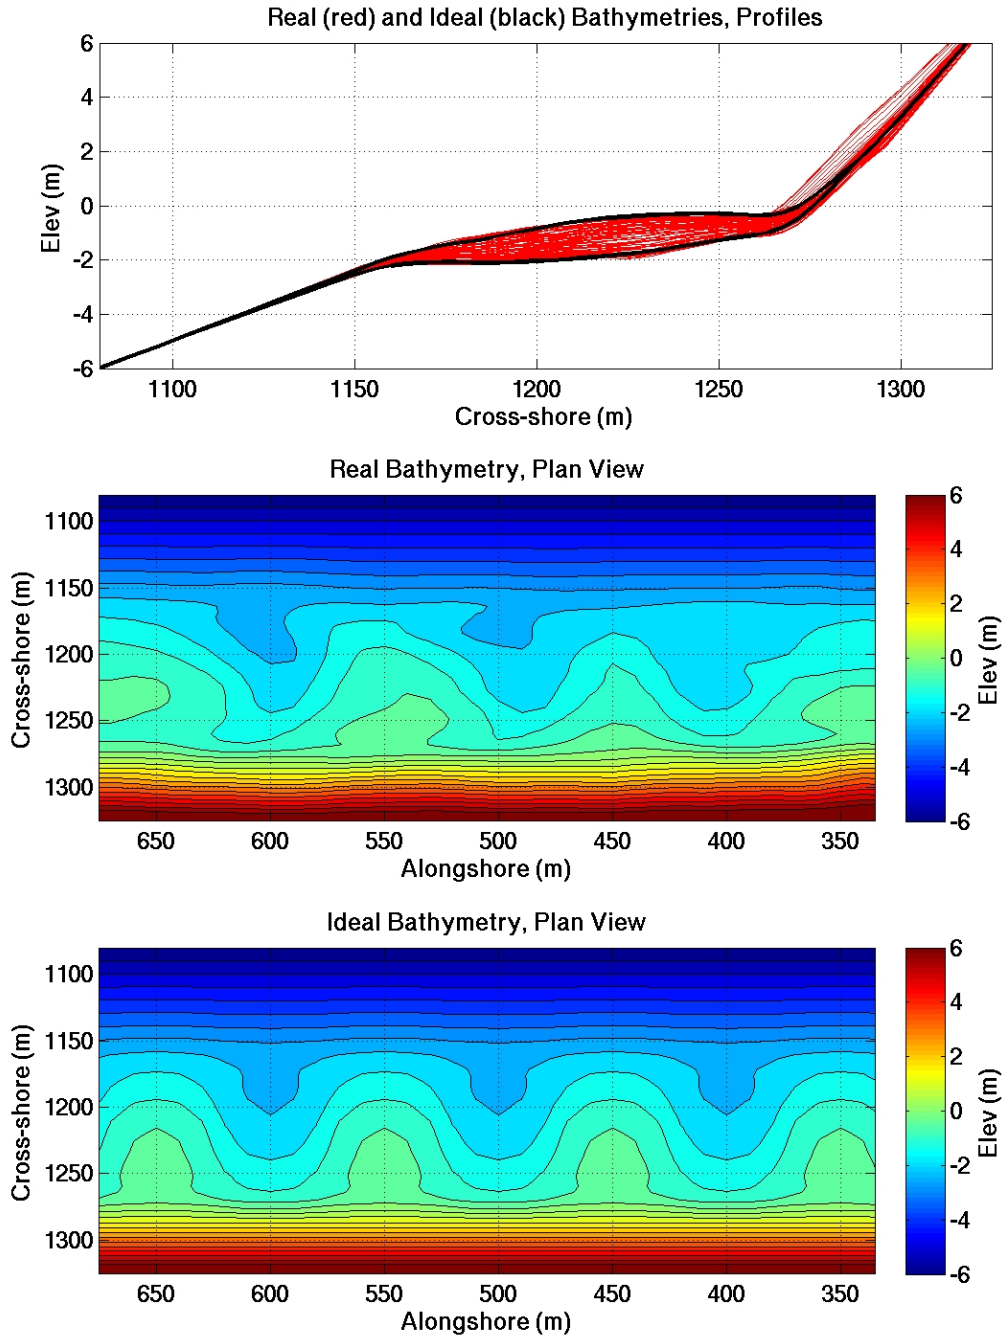 Real (red) and Ideal (black) Bathymetries, Profiles
6
4
2
0
-2
-4
-6
Elev (m)
1100 1150 1200 1250 1300
Cross-shore (m)
Real Bathymetry, Plan View
1100
1150
1200
1250
1300
Cross-shore (m)
650 600 550 500 450 400 350
Alongshore (m)
6
4
2
0
-2
-4
-6
Elev (m)
Ideal Bathymetry, Plan View
1100
1150
1200
1250
1300
Cross-shore (m)
650 600 550 500 450 400 350
Alongshore (m)
6
4
2
0
-2
-4
-6
Elev (m)